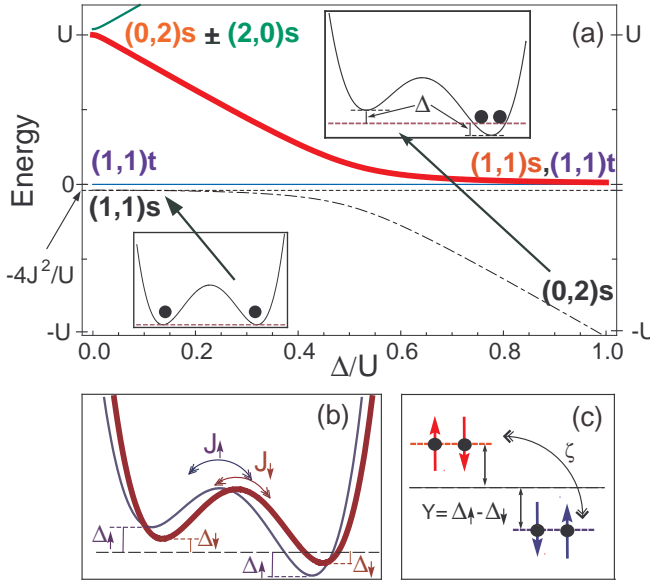 U
(0,2)s ± (2,0)s
(a)
U
Δ
Energy
(1,1)t
(1,1)s,(1,1)t
0
0
(1,1)s
-4J²/U
(0,2)s
-U
-U
0.0 0.2 0.4 0.6 0.8 1.0
Δ/U
(b)
J↑ J↓
Δ↑ Δ↓
Δ↑ Δ↓
(c)
ζ
Y= Δ↑-Δ↓